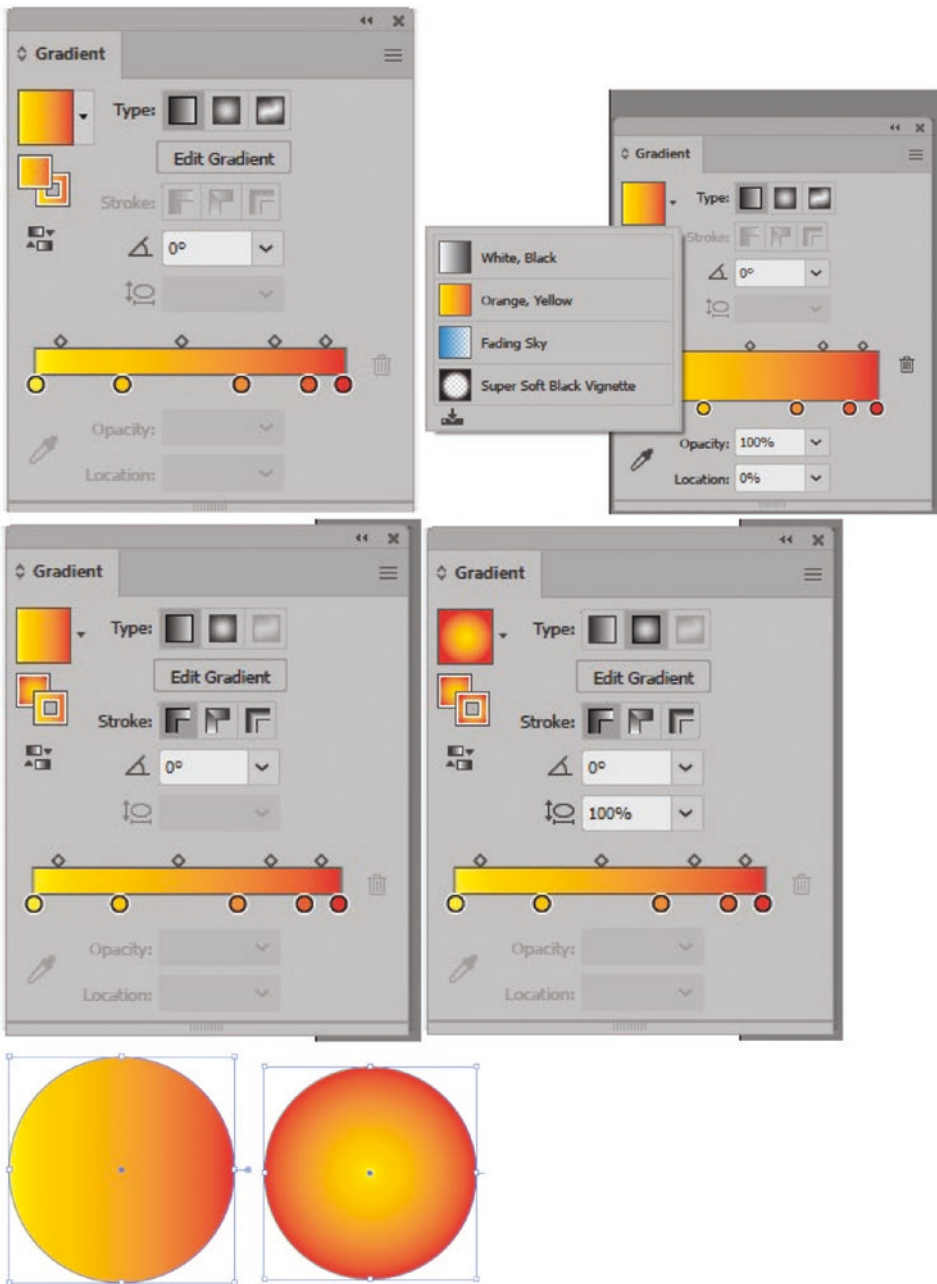 Gradient
Type:
Edit Gradient
Stroke:
0°
Opacity:
Location:
Gradient
Type:
Stroke:
0°
White, Black
Orange, Yellow
Fading Sky
Super Soft Black Vignette
Opacity: 100%
Location: 0%
Gradient
Type:
Edit Gradient
Stroke:
0°
Opacity:
Location:
Gradient
Type:
Edit Gradient
Stroke:
0°
100%
Opacity:
Location: